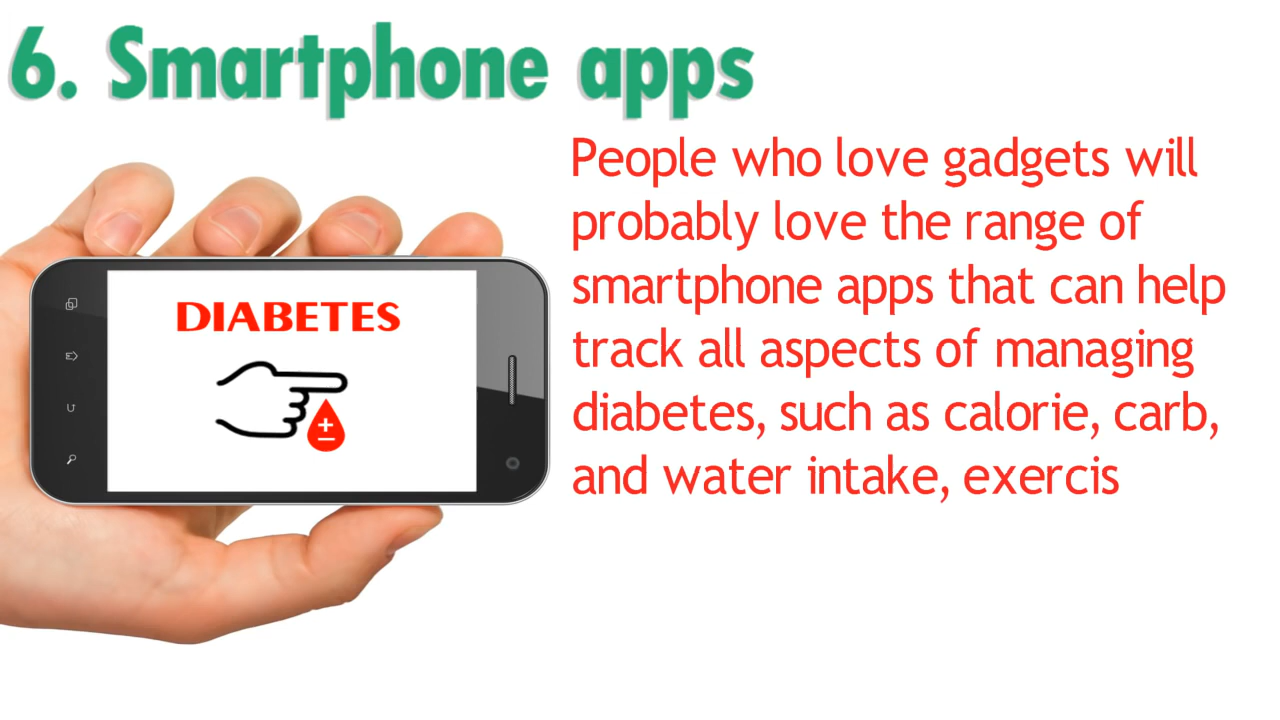 6. Smartphone apps
People who love gadgets will
probably love the range of
smartphone apps that can help
track all aspects of managing
diabetes, such as calorie, carb,
and water intake, exercis
DIABETES
+
–